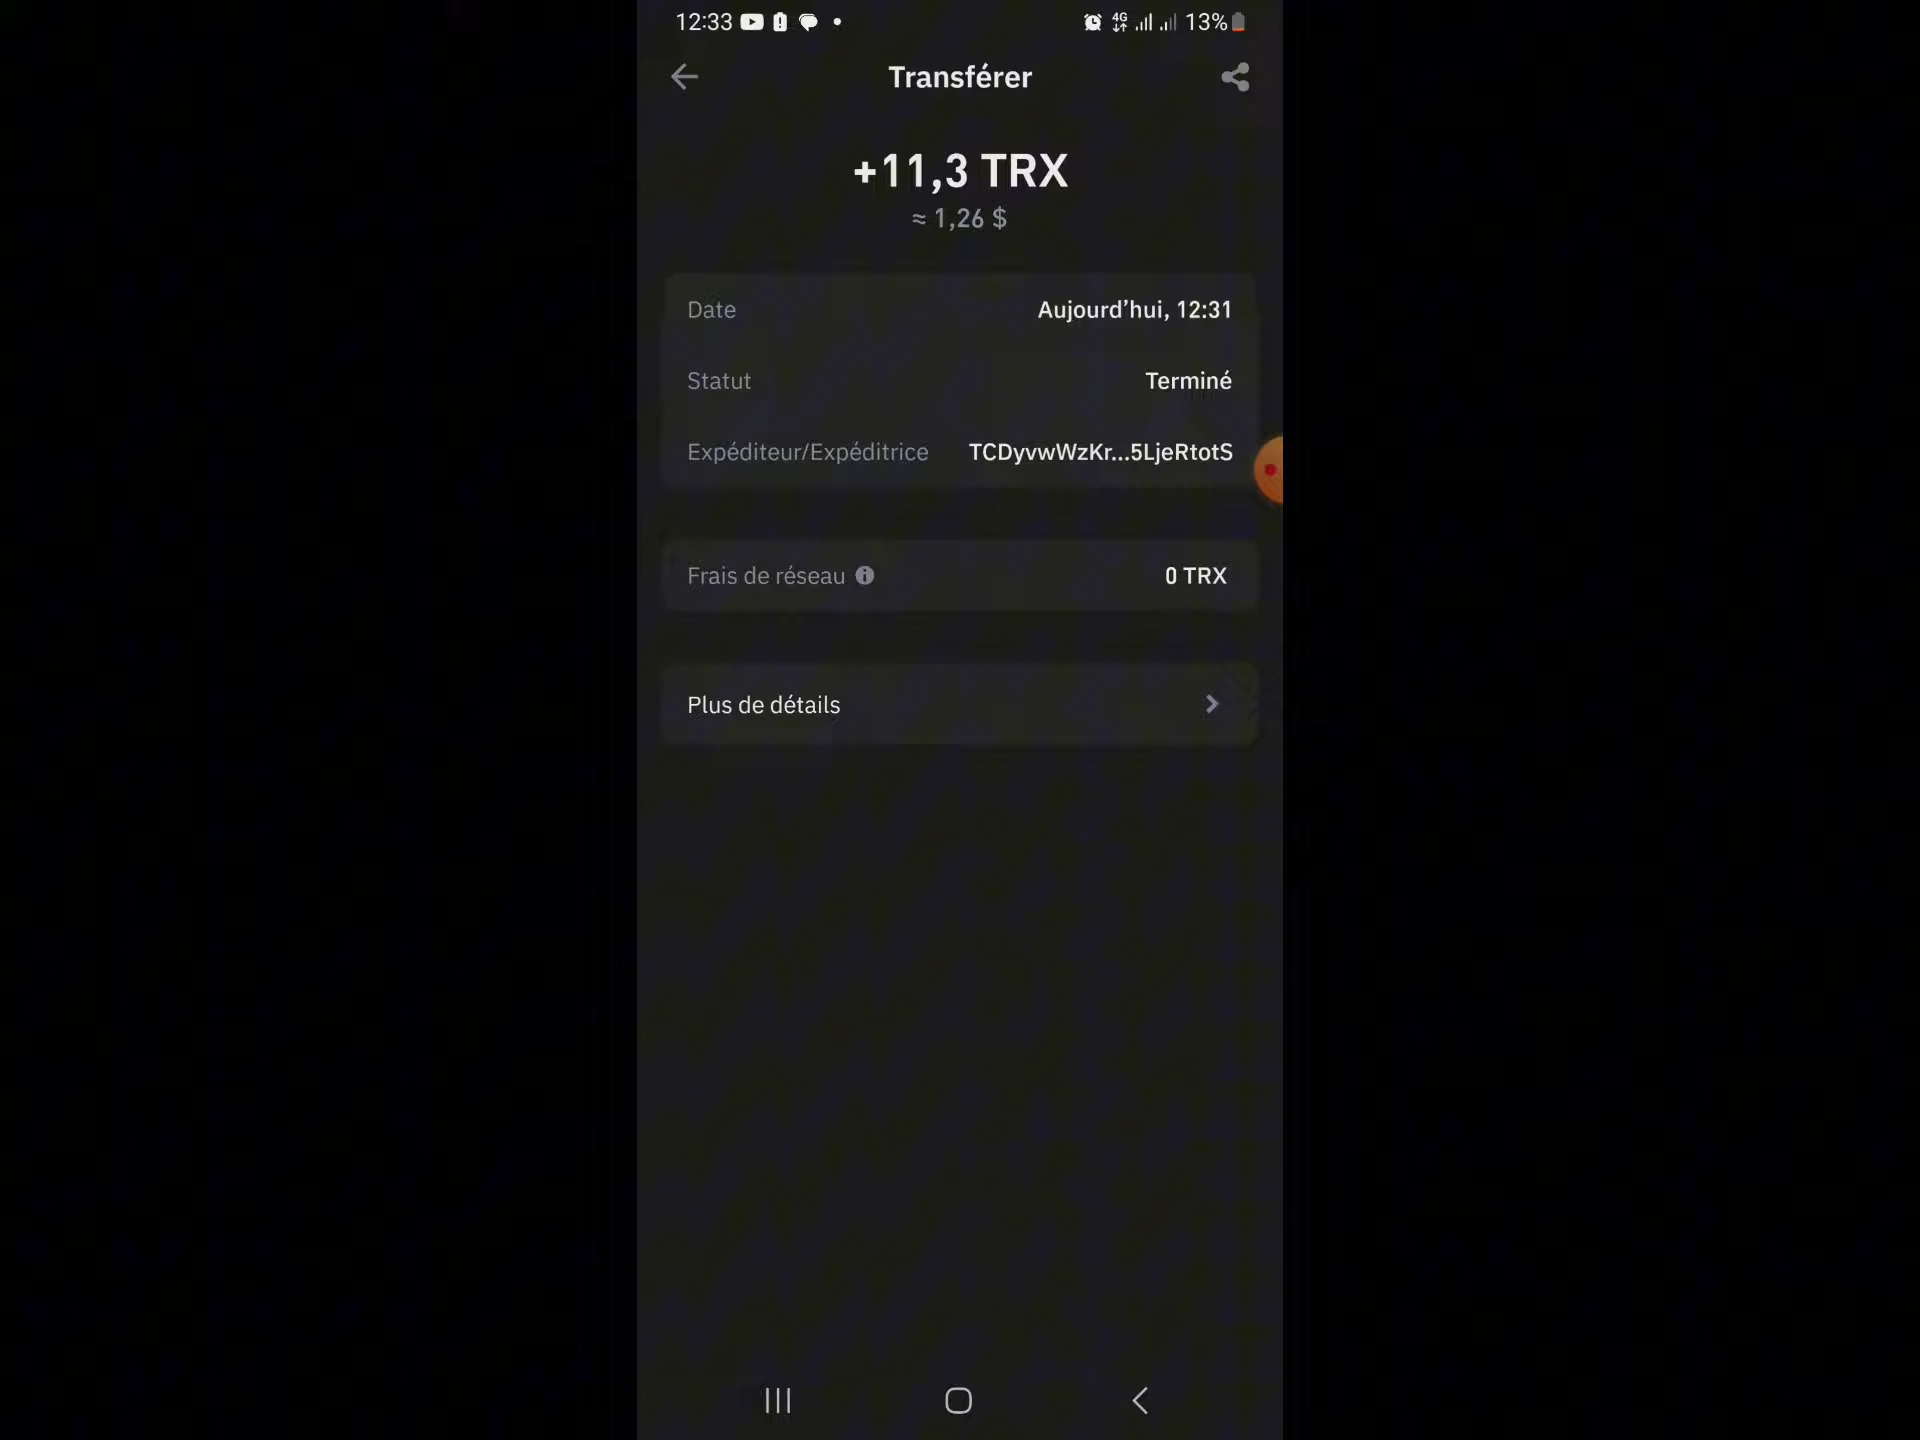 12:33
4G 13%
Transférer
+11,3 TRX
≈ 1,26 $
Date Aujourd’hui, 12:31
Statut Terminé
Expéditeur/Expéditrice TCDyvwWzKr...5LjeRtotS
Frais de réseau 0 TRX
Plus de détails